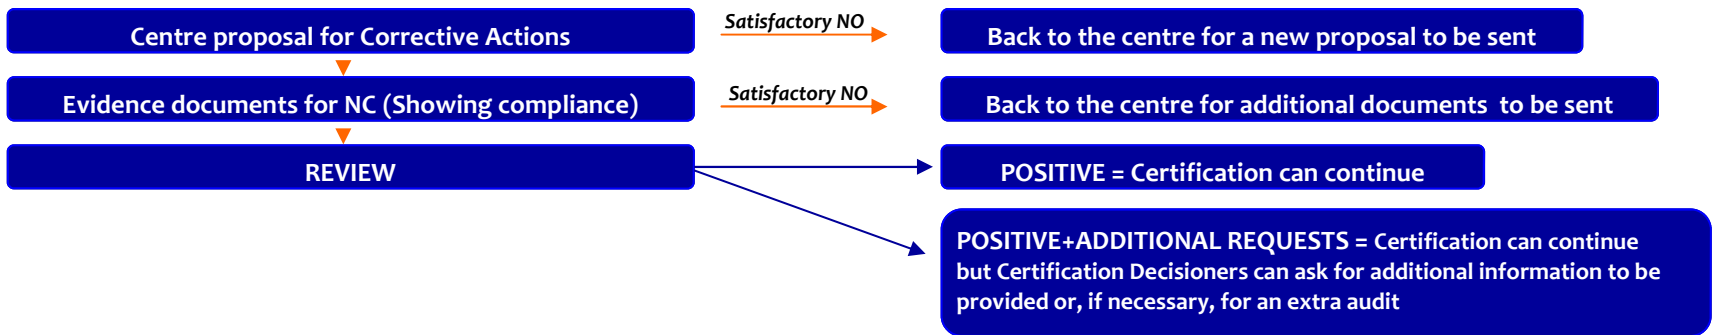 Centre proposal for Corrective Actions
Satisfactory NO
Back to the centre for a new proposal to be sent
Evidence documents for NC (Showing compliance)
Satisfactory NO
Back to the centre for additional documents to be sent
REVIEW
POSITIVE = Certification can continue
POSITIVE+ADDITIONAL REQUESTS = Certification can continue
but Certification Decisioners can ask for additional information to be
provided or, if necessary, for an extra audit